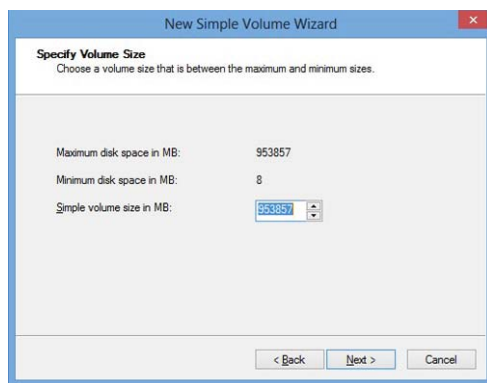 New Simple Volume Wizard
Specify Volume Size
Choose a volume size that is between the maximum and minimum sizes.
Maximum disk space in MB: 953857
Minimum disk space in MB: 8
Simple volume size in MB: 953857
< Back Next > Cancel